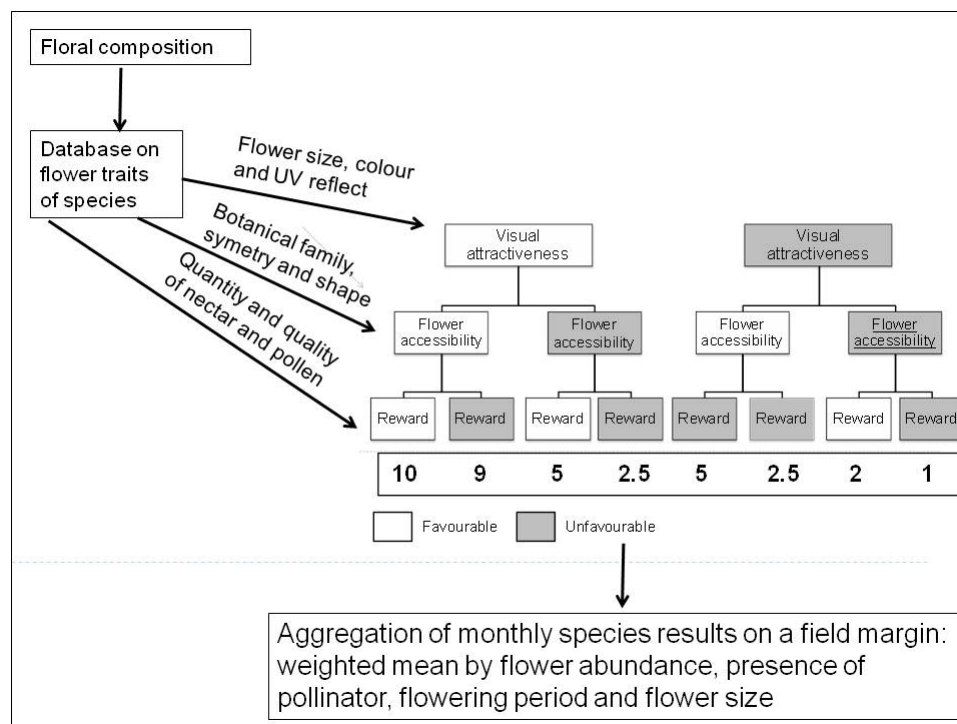 Floral composition
Database on
flower traits
of species
Flower size, colour
and UV reflect
Botanical family,
symetry and shape
Quantity and quality
of nectar and pollen
Visual
attractiveness
Visual
attractiveness
Flower
accessibility
Flower
accessibility
Flower
accessibility
Flower
accessibility
Reward Reward Reward Reward Reward Reward Reward Reward
10 9 5 2.5 5 2.5 2 1
Favourable Unfavourable
Aggregation of monthly species results on a field margin:
weighted mean by flower abundance, presence of
pollinator, flowering period and flower size